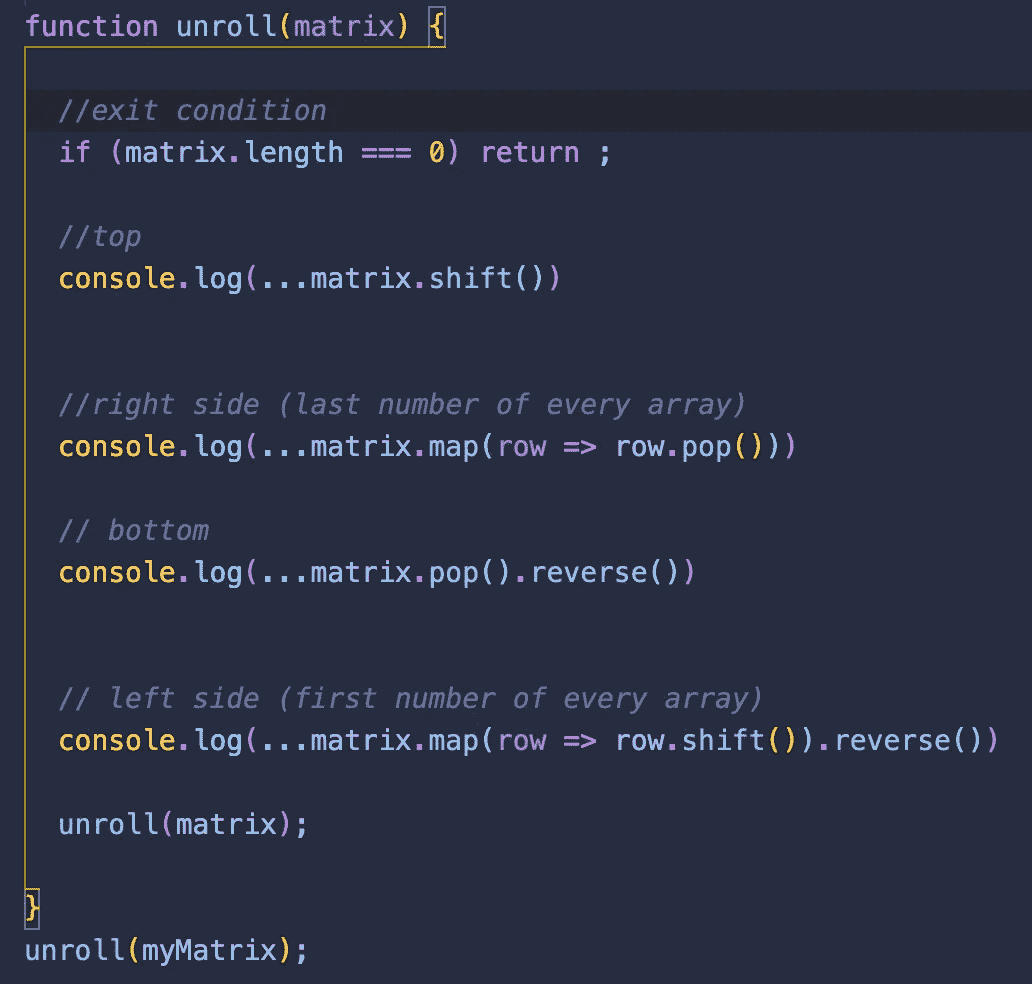 function unroll(matrix) {
//exit condition
if (matrix.length === 0) return ;
//top
console.log(...matrix.shift())
//right side (last number of every array)
console.log(...matrix.map(row => row.pop()))
// bottom
console.log(...matrix.pop().reverse())
// left side (first number of every array)
console.log(...matrix.map(row => row.shift()).reverse())
unroll(matrix);
}
unroll(myMatrix);